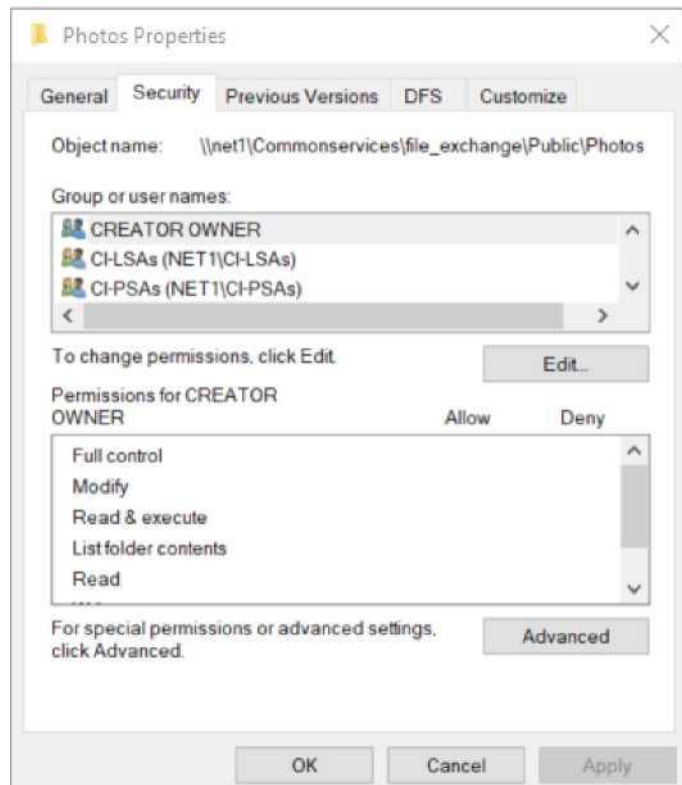 Photos Properties
General Security Previous Versions DFS Customize
Object name: \\net1\Commonservices\file_exchange\Public\Photos
Group or user names:
CREATOR OWNER
CI-LSAs (NET1\CI-LSAs)
CI-PSAs (NET1\CI-PSAs)
To change permissions, click Edit.
Edit...
Permissions for CREATOR
OWNER Allow Deny
Full control
Modify
Read & execute
List folder contents
Read
For special permissions or advanced settings,
click Advanced.
Advanced
OK Cancel Apply